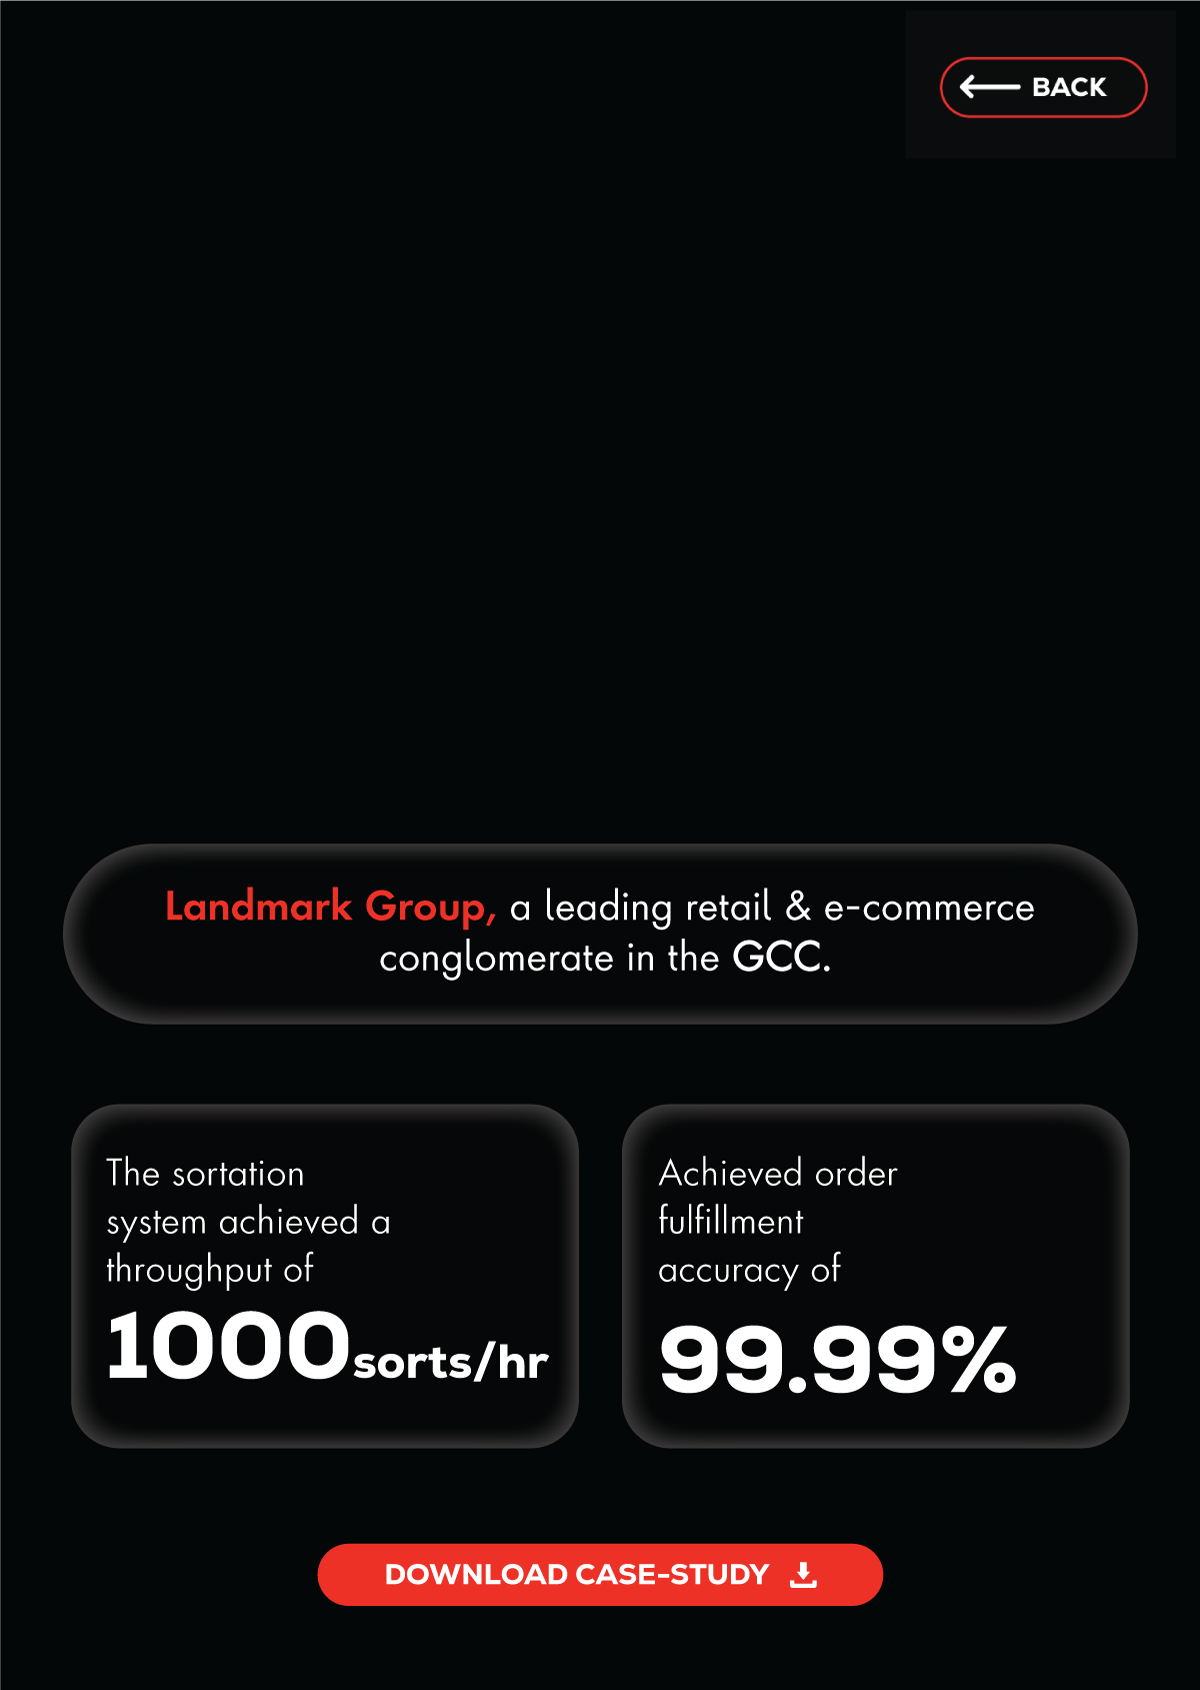 BACK
Landmark Group, a leading retail & e-commerce
conglomerate in the GCC.
The sortation
system achieved a
throughput of
1000sorts/hr
Achieved order
fulfillment
accuracy of
99.99%
DOWNLOAD CASE-STUDY